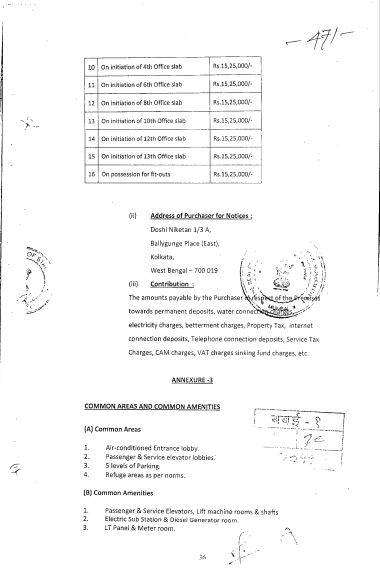 - 47/-
10 On initiation of 4th Office slab Rs.15,25,000/-
11 On initiation of 6th Office slab Rs.15,25,000/-
12 On initiation of 8th Office slab Rs.15,25,000/-
13 On initiation of 10th Office slab Rs.15,25,000/-
14 On initiation of 12th Office slab Rs.15,25,000/-
15 On initiation of 13th Office slab Rs.15,25,000/-
16 On possession for fit-outs Rs.15,25,000/-
(ii) Address of Purchaser for Notices :
Doshi Niketan 1/3 A,
Ballygunge Place (East),
Kolkata,
West Bengal – 700 019
(iii) Contribution :
The amounts payable by the Purchaser in respect of the Premises
towards permanent deposits, water connection charges,
electricity charges, betterment charges, Property Tax, internet
connection deposits, Telephone connection deposits, Service Tax
Charges, CAM charges, VAT charges sinking fund charges, etc.
ANNEXURE -3
COMMON AREAS AND COMMON AMENITIES
बबई - १
(A) Common Areas
1. Air-conditioned Entrance lobby.
2. Passenger & Service elevator lobbies.
3. 5 levels of Parking.
4. Refuge areas as per norms.
(B) Common Amenities
1. Passenger & Service Elevators, Lift machine rooms & shafts
2. Electric Sub Station & Diesel Generator room.
3. LT Panel & Meter room.
36